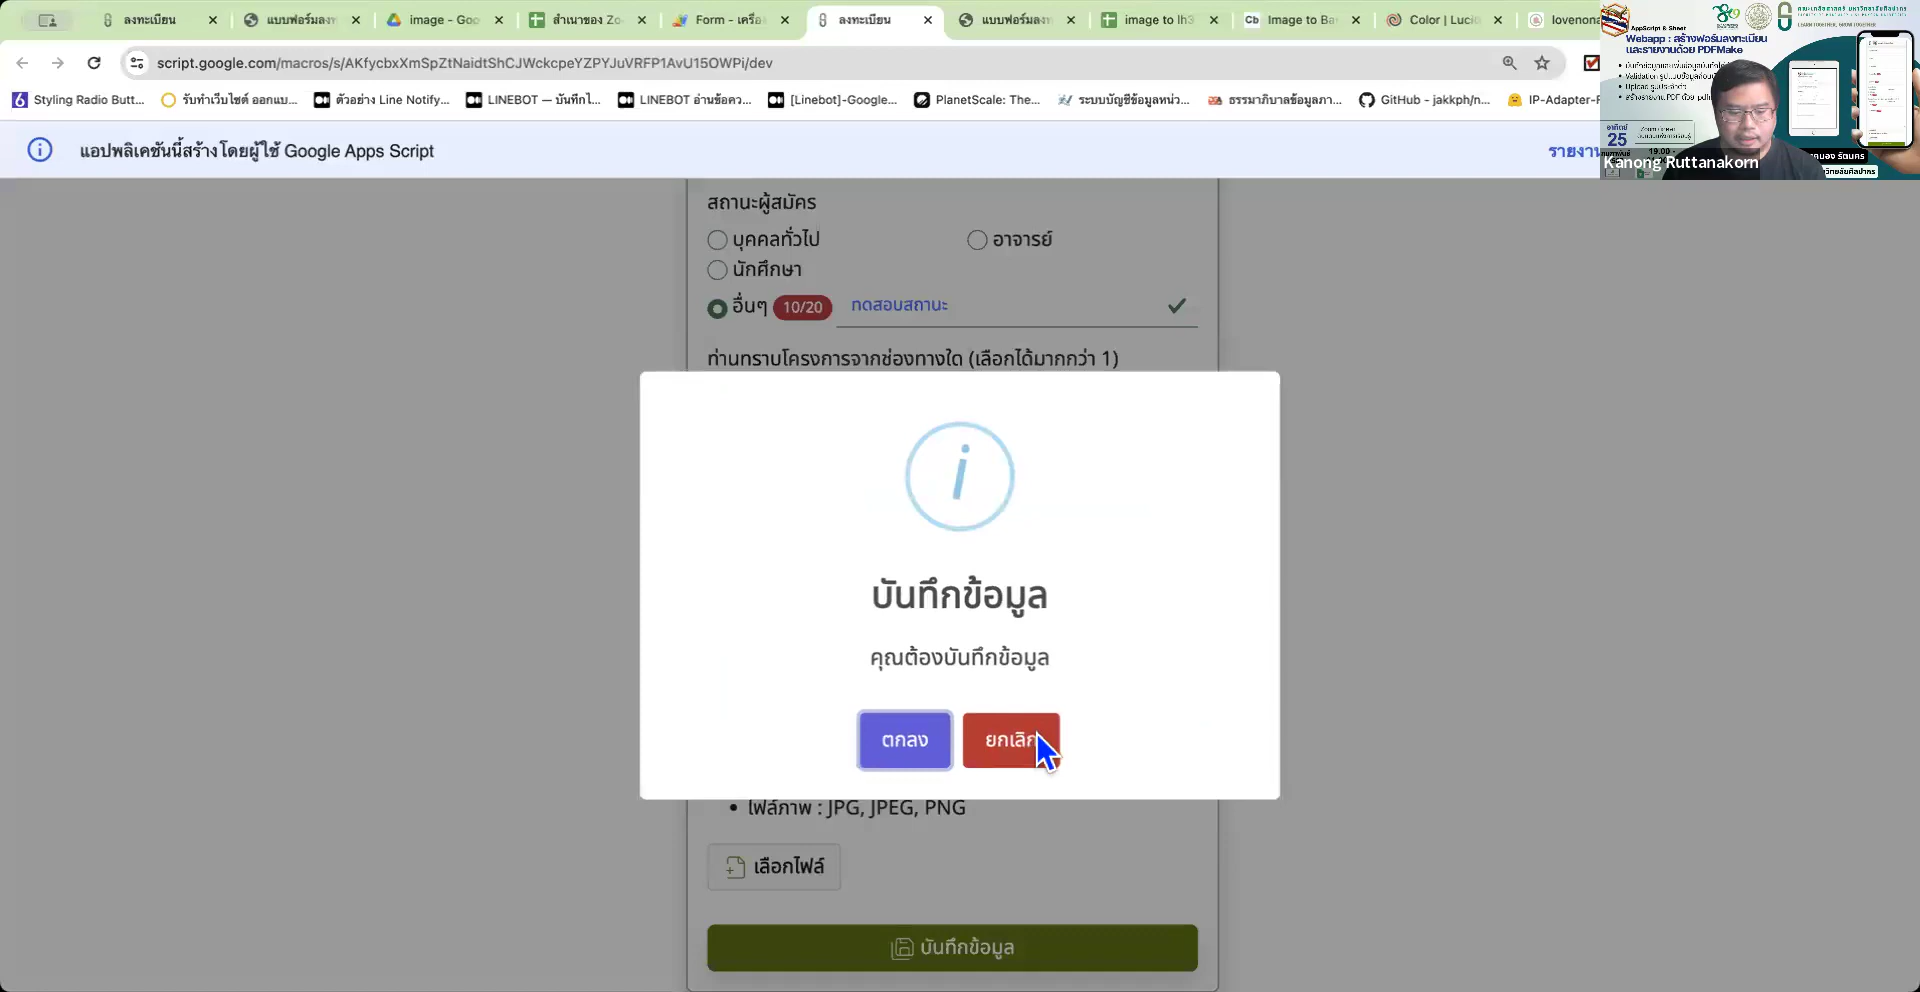 ลงทะเบียน
แบบฟอร์มลงท
image - Goo
สำเนาของ Zo
Form - เครือ
ลงทะเบียน
แบบฟอร์มลงท
image to lh3
Cb Image to Ba
Color | Luci
lovenona
script.google.com/macros/s/AKfycbxXmSpZtNaidtShCJWckcpeYZPYJuVRFP1AvU15OWPi/dev
Styling Radio Butt...
รับทำเว็บไซต์ ออกแบ...
ตัวอย่าง Line Notify...
LINEBOT — บันทึกไ...
LINEBOT อ่านข้อคว...
[Linebot]-Google...
PlanetScale: The...
ระบบบัญชีข้อมูลหน่ว...
ธรรมาภิบาลข้อมูลภา...
GitHub - jakkp/n...
IP-Adapter-F
แอปพลิเคชันนี้สร้างโดยผู้ใช้ Google Apps Script
รายงาน
AppScript & Sheet
Webapp : สร้างฟอร์มลงทะเบียน
และรายงานด้วย PDFMake
อาทิตย์
25
19.00 -
Kanong Ruttanakorn
รัตนกร
สถานะผู้สมัคร
บุคคลทั่วไป
อาจารย์
นักศึกษา
อื่นๆ 10/20 ทดสอบสถานะ
ท่านทราบโครงการจากช่องทางใด (เลือกได้มากกว่า 1)
i
บันทึกข้อมูล
คุณต้องบันทึกข้อมูล
ตกลง
ยกเลิก
ไฟล์ภาพ : JPG, JPEG, PNG
เลือกไฟล์
บันทึกข้อมูล